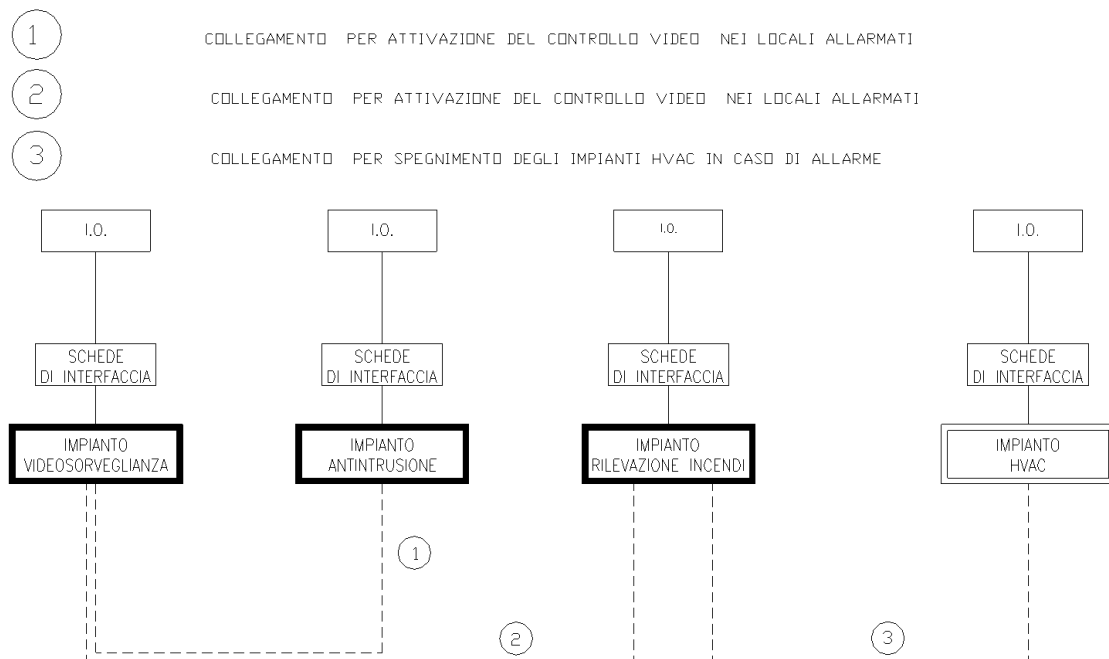 1
COLLEGAMENTO PER ATTIVAZIONE DEL CONTROLLO VIDEO NEI LOCALI ALLARMATI
2
COLLEGAMENTO PER ATTIVAZIONE DEL CONTROLLO VIDEO NEI LOCALI ALLARMATI
3
COLLEGAMENTO PER SPEGNIMENTO DEGLI IMPIANTI HVAC IN CASO DI ALLARME
I.O.
I.O.
I.O.
I.O.
SCHEDE
DI INTERFACCIA
SCHEDE
DI INTERFACCIA
SCHEDE
DI INTERFACCIA
SCHEDE
DI INTERFACCIA
IMPIANTO
VIDEOSORVEGLIANZA
IMPIANTO
ANTINTRUSIONE
IMPIANTO
RILEVAZIONE INCENDI
IMPIANTO
HVAC
1
2
3